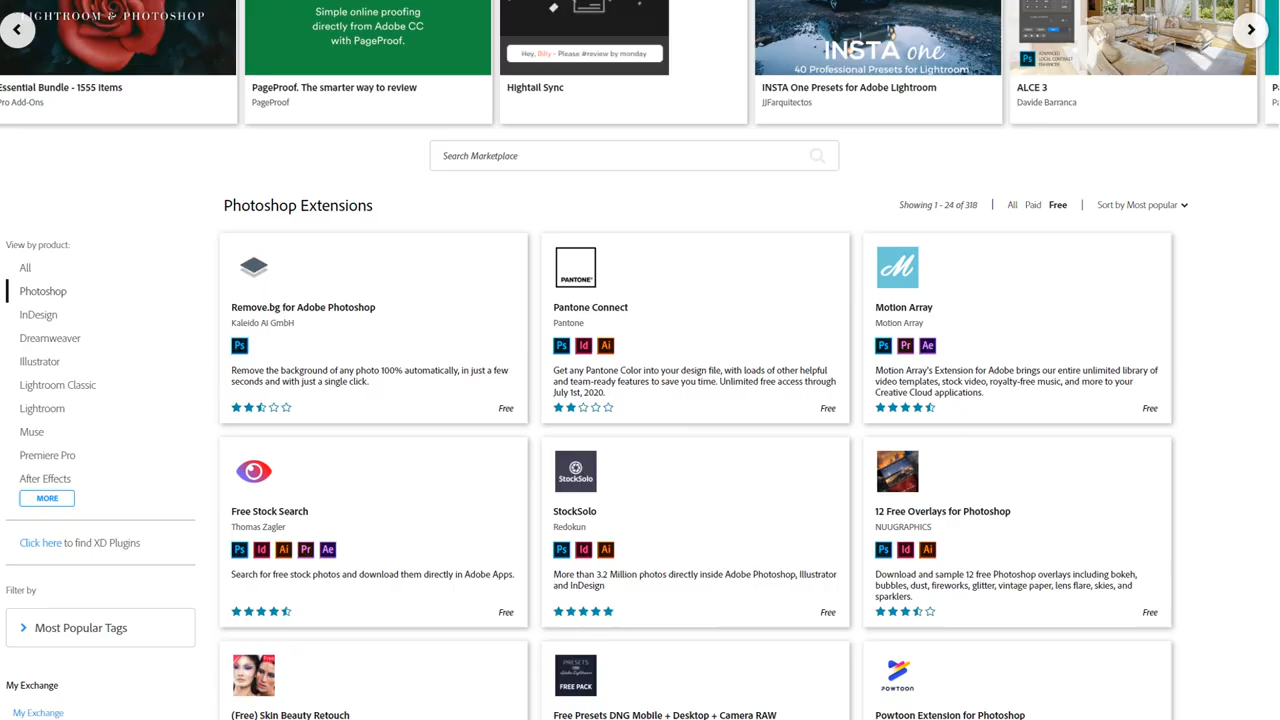 LIGHTROOM & PHOTOSHOP
Simple online proofing
directly from Adobe CC
with PageProof.
Hey, Billy - Please #review by monday
INSTA one
40 Professional Presets for Adobe Lightroom
Ps
ADVANCED
LOCAL CONTRAST
ENHANCER
Essential Bundle - 1555 Items
Pro Add-Ons
PageProof. The smarter way to review
PageProof
Hightail Sync
INSTA One Presets for Adobe Lightroom
JJFarquitectos
ALCE 3
Davide Barranca
Search Marketplace
Photoshop Extensions
Showing 1 - 24 of 318
All Paid Free
Sort by Most popular
View by product:
All
Photoshop
InDesign
Dreamweaver
Illustrator
Lightroom Classic
Lightroom
Muse
Premiere Pro
After Effects
MORE
Click here to find XD Plugins
Filter by
Most Popular Tags
My Exchange
My Exchange
Remove.bg for Adobe Photoshop
Kaleido AI GmbH
Ps
Remove the background of any photo 100% automatically, in just a few
seconds and with just a single click.
Free
PANTONE®
Pantone Connect
Pantone
Ps Id Ai
Get any Pantone Color into your design file, with loads of other helpful
and team-ready features to save you time. Unlimited free access through
July 1st, 2020.
Free
M
Motion Array
Motion Array
Ps Pr Ae
Motion Array's Extension for Adobe brings our entire unlimited library of
video templates, stock video, royalty-free music, and more to your
Creative Cloud applications.
Free
Free Stock Search
Thomas Zagler
Ps Id Ai Pr Ae
Search for free stock photos and download them directly in Adobe Apps.
Free
StockSolo
StockSolo
Redokun
Ps Id Ai
More than 3.2 Million photos directly inside Adobe Photoshop, Illustrator
and InDesign
Free
12 Free Overlays for Photoshop
NUUGRAPHICS
Ps Id Ai
Download and sample 12 free Photoshop overlays including bokeh,
bubbles, dust, fireworks, glitter, vintage paper, lens flare, skies, and
sparklers.
Free
Free
(Free) Skin Beauty Retouch
PRESETS
FREE PACK
Free Presets DNG Mobile + Desktop + Camera RAW
POWTOON
Powtoon Extension for Photoshop